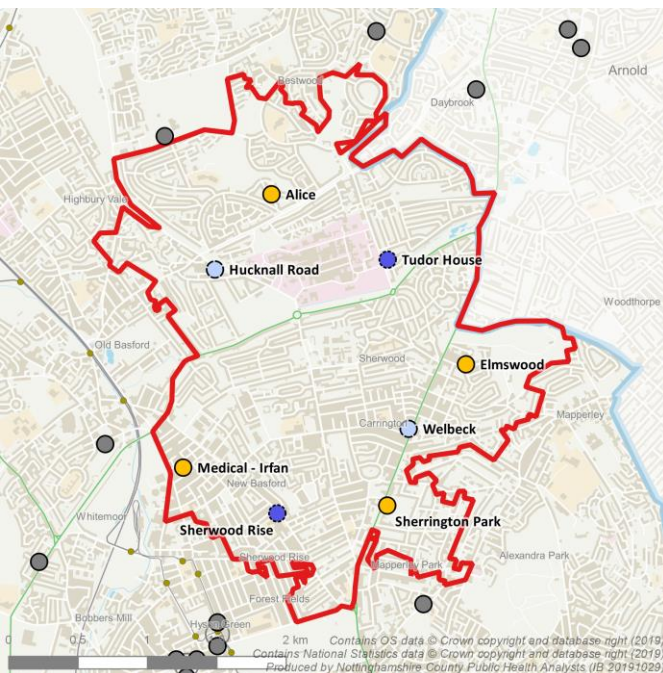 Bestwood
Arnold
Daybrook
Alice
Highbury Vale
Hucknall Road
Tudor House
Woodthorpe
Old Basford
Sherwood
Elmswood
Mapperley
Carrington
Welbeck
Medical - Irfan
New Basford
Whitemoor
Sherrington Park
Sherwood Rise
Sherwood Rise
Alexandra Park
Mapperley Park
Forest Fields
Bobbers Mill
Hyson Green
0 0.5 1 2 km
Contains OS data © Crown copyright and database right (2019)
Contains National Statistics data © Crown copyright and database right (2019)
Produced by Nottinghamshire County Public Health Analysts (IB 20191029)